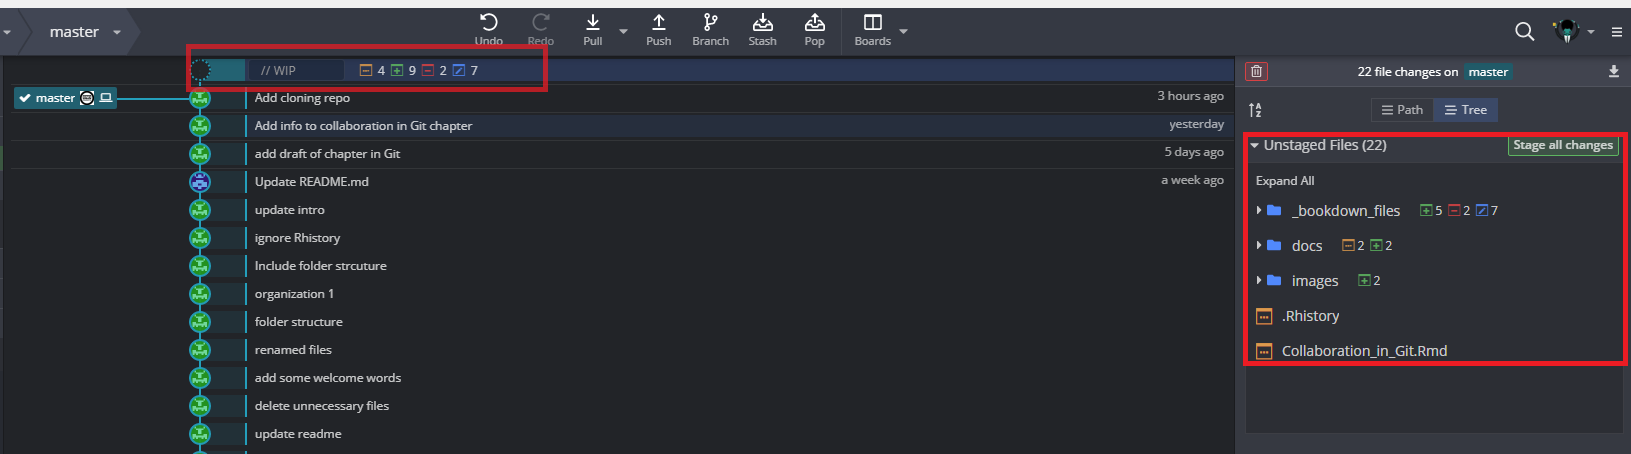 master
Undo Redo Pull Push Branch Stash Pop Boards
// WIP 4 9 2 7
master Add cloning repo 3 hours ago
Add info to collaboration in Git chapter yesterday
add draft of chapter in Git 5 days ago
Update README.md a week ago
update intro
ignore Rhistory
Include folder strcuture
organization 1
folder structure
renamed files
add some welcome words
delete unnecessary files
update readme
22 file changes on master
A Z Path Tree
Unstaged Files (22) Stage all changes
Expand All
_bookdown_files 5 2 7
docs 2 2
images 2
.Rhistory
Collaboration_in_Git.Rmd